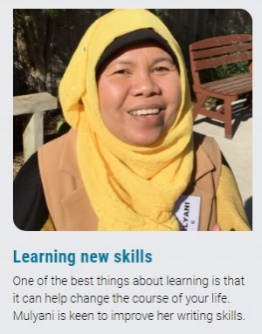 LYANI
Learning new skills
One of the best things about learning is that
it can help change the course of your life.
Mulyani is keen to improve her writing skills.